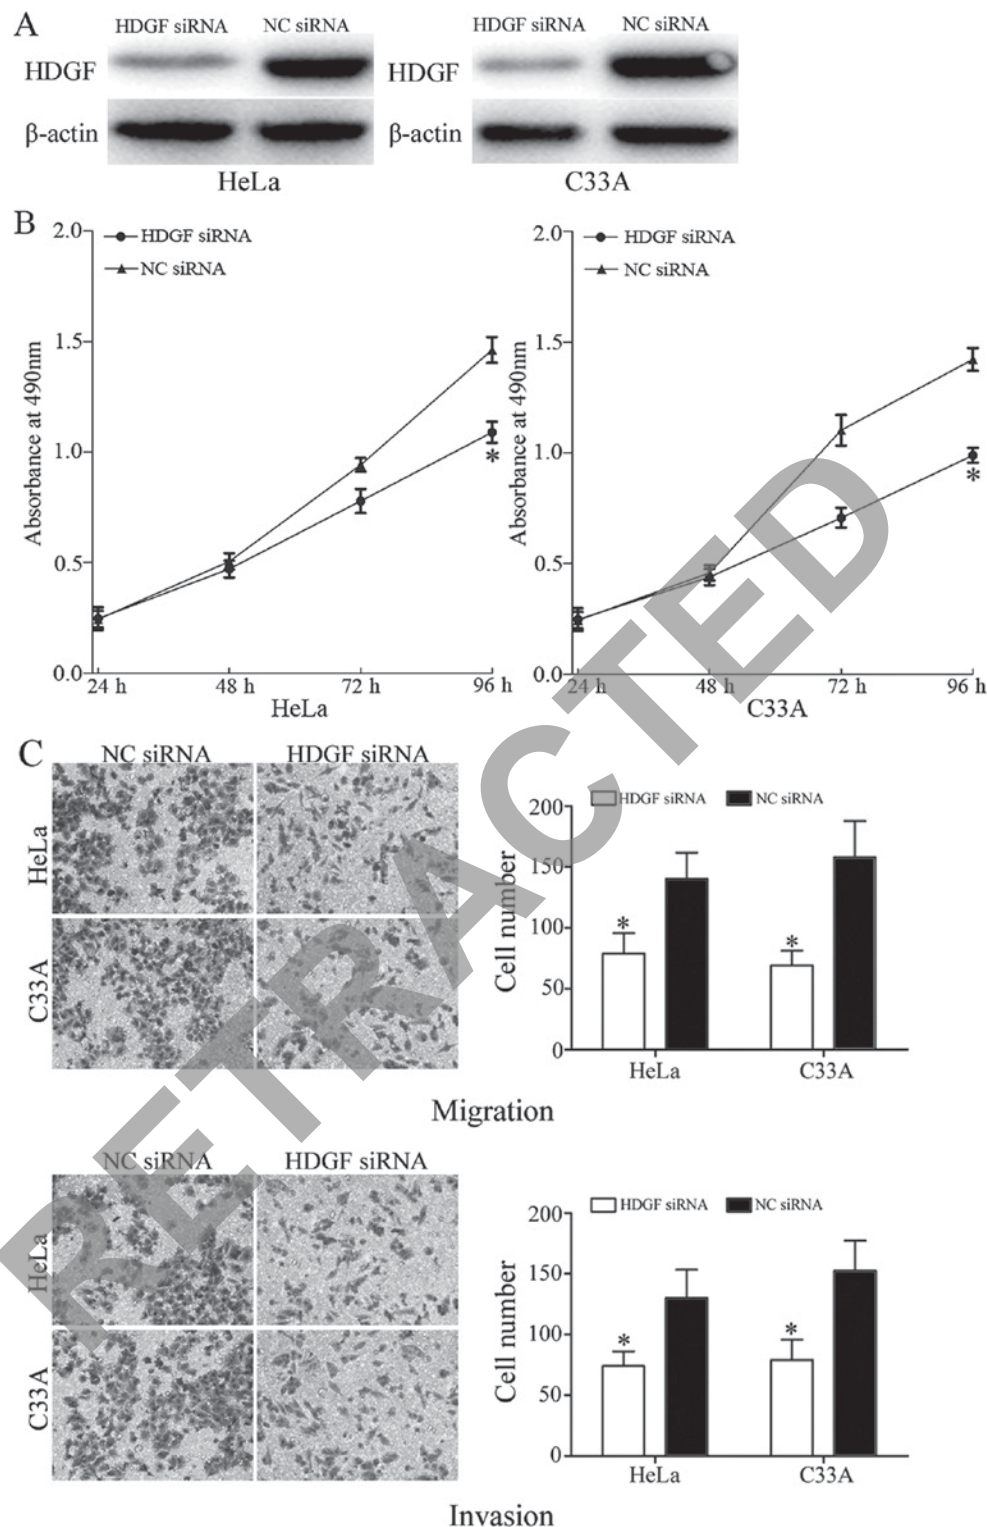 A
HDGF siRNA NC siRNA HDGF siRNA NC siRNA
HDGF HDGF
β-actin β-actin
HeLa C33A
B
2.0 HDGF siRNA 2.0 HDGF siRNA
NC siRNA NC siRNA
1.5 1.5
Absorbance at 490nm Absorbance at 490nm
1.0 1.0
* *
0.5 0.5
0.0 0.0
24 h 48 h 72 h 96 h 24 h 48 h 72 h 96 h
HeLa C33A
C
NC siRNA HDGF siRNA
HeLa
C33A
200 HDGF siRNA NC siRNA
150
Cell number
100 * *
50
0
HeLa C33A
Migration
NC siRNA HDGF siRNA
HeLa
C33A
200 HDGF siRNA NC siRNA
150
Cell number
100 * *
50
0
HeLa C33A
Invasion
RETRACTED